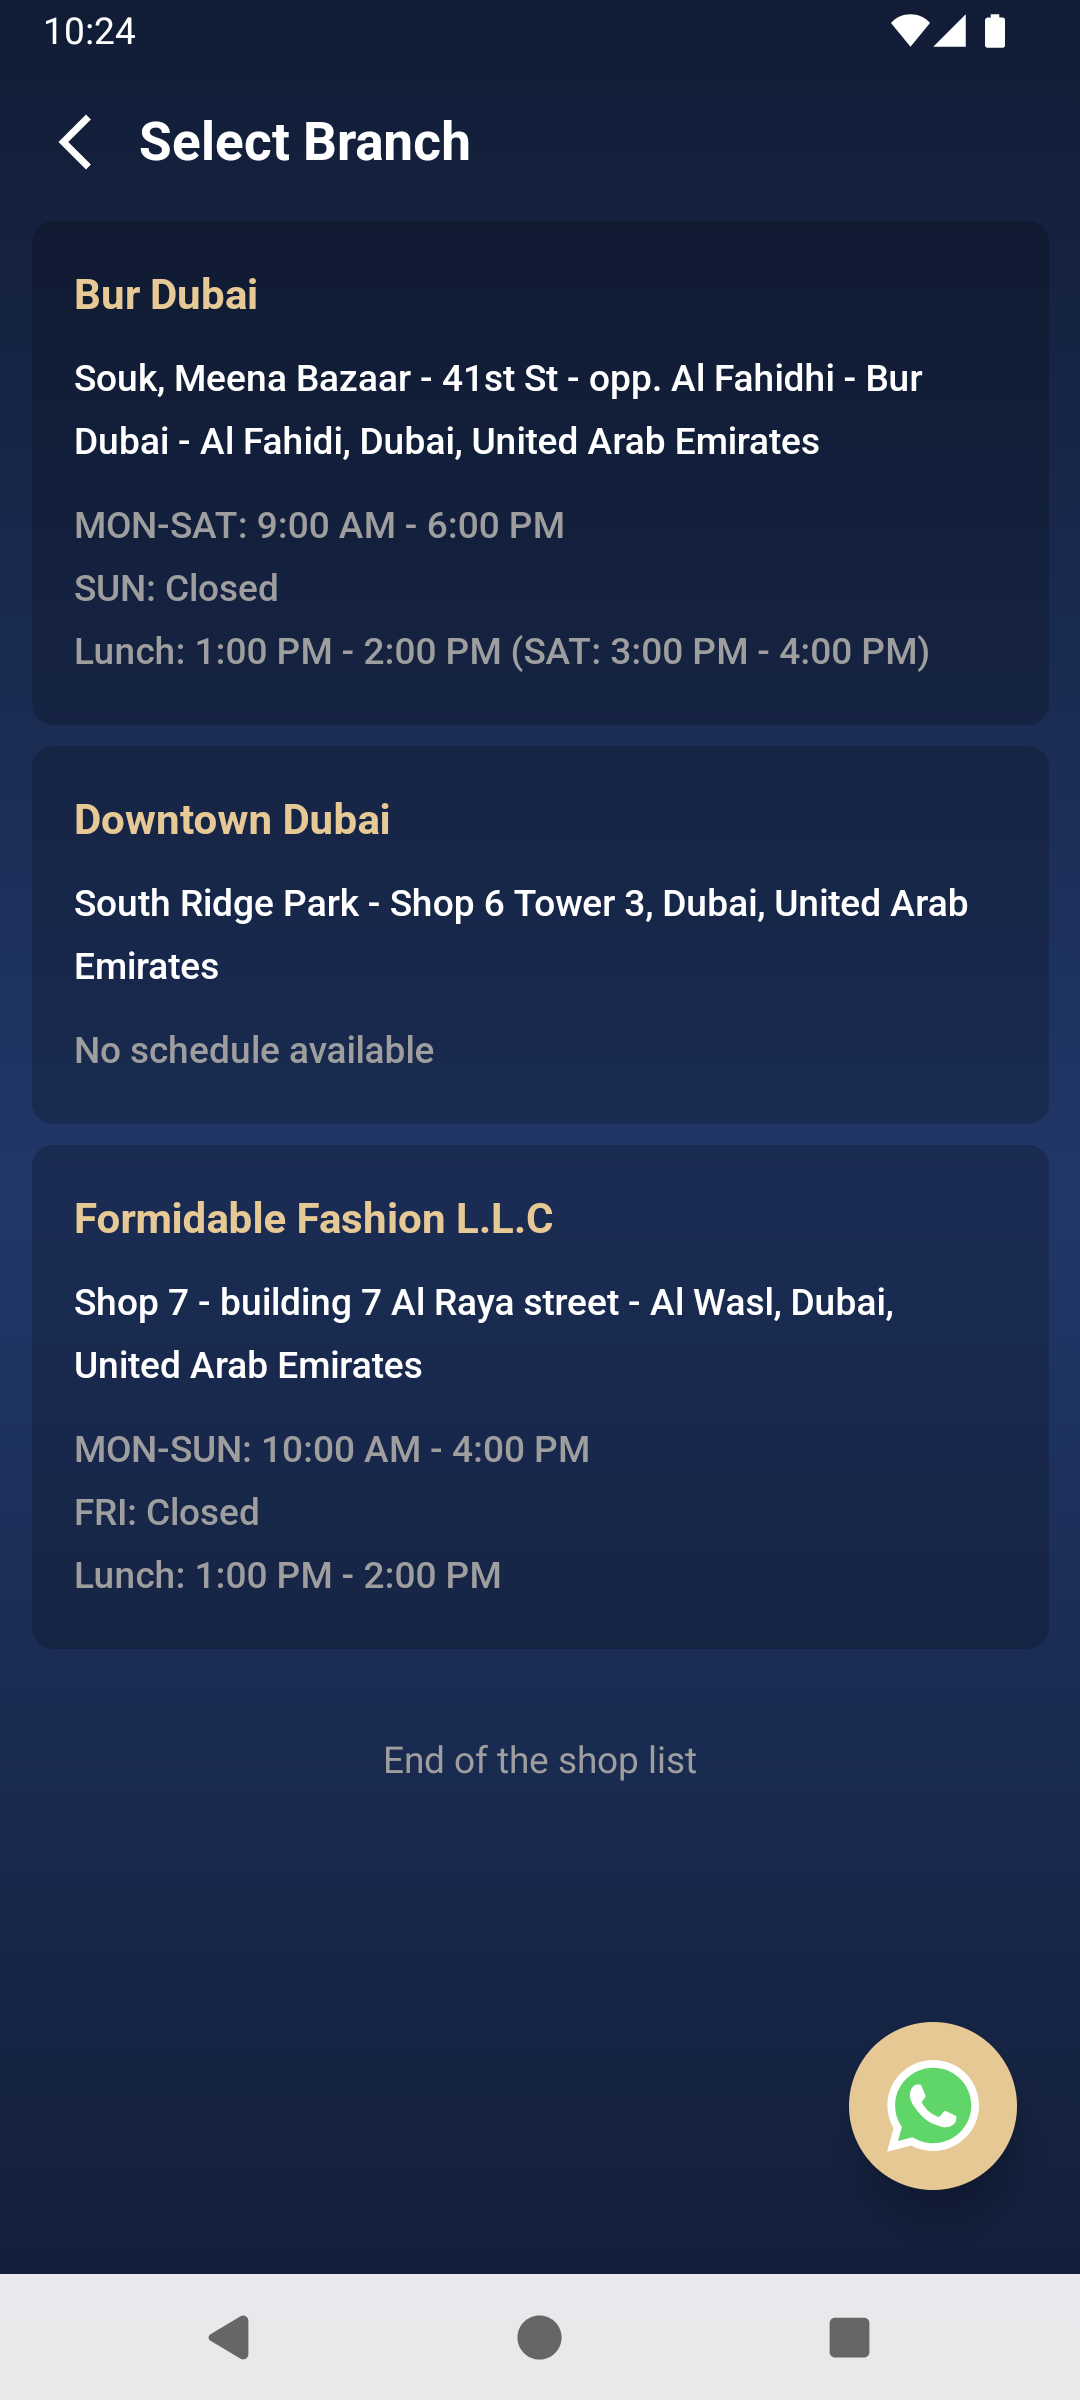 10:24
Select Branch
Bur Dubai
Souk, Meena Bazaar - 41st St - opp. Al Fahidhi - Bur
Dubai - Al Fahidi, Dubai, United Arab Emirates
MON-SAT: 9:00 AM - 6:00 PM
SUN: Closed
Lunch: 1:00 PM - 2:00 PM (SAT: 3:00 PM - 4:00 PM)
Downtown Dubai
South Ridge Park - Shop 6 Tower 3, Dubai, United Arab
Emirates
No schedule available
Formidable Fashion L.L.C
Shop 7 - building 7 Al Raya street - Al Wasl, Dubai,
United Arab Emirates
MON-SUN: 10:00 AM - 4:00 PM
FRI: Closed
Lunch: 1:00 PM - 2:00 PM
End of the shop list